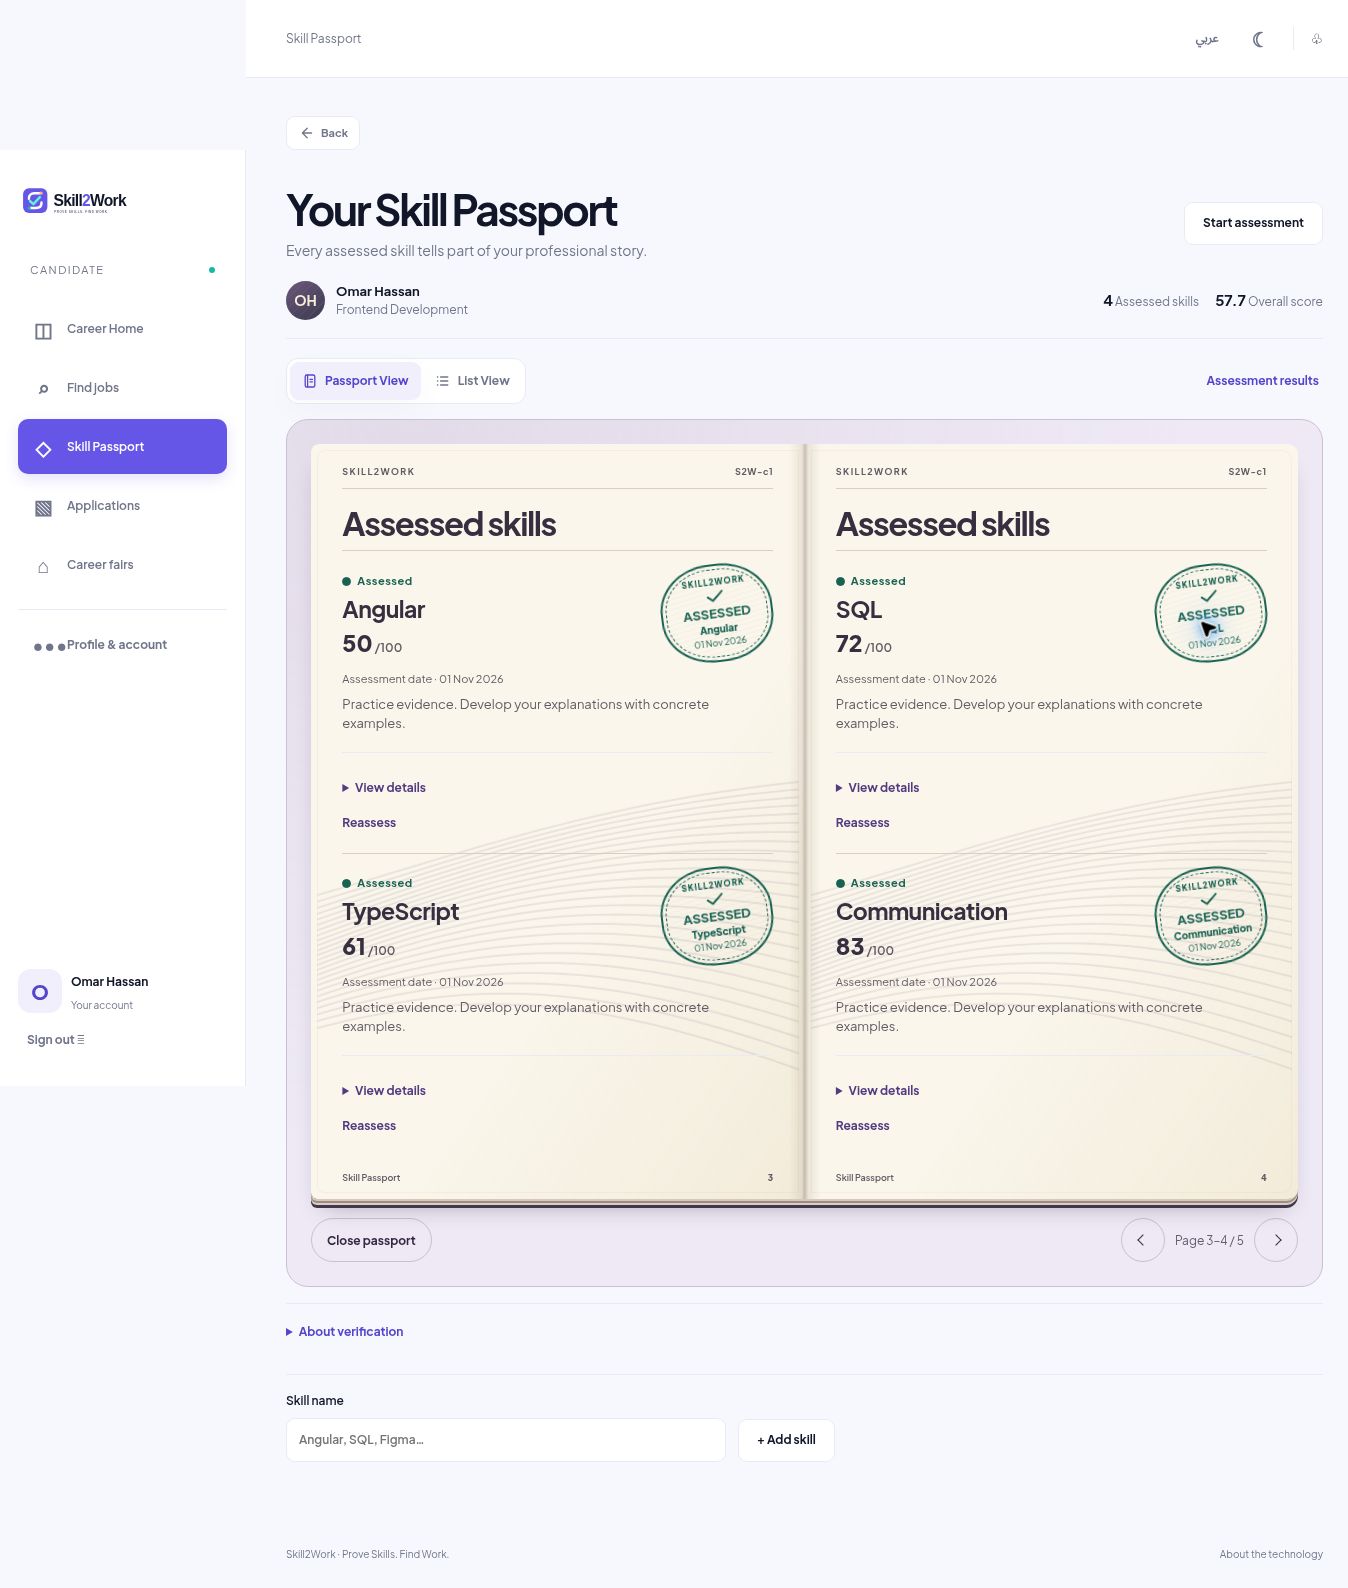 Skill Passport
عربي
Back
Skill2Work
PROVE SKILLS. FIND WORK.
CANDIDATE
Career Home
Find jobs
Skill Passport
Applications
Career fairs
Profile & account
Omar Hassan
Your account
Sign out
Your Skill Passport
Every assessed skill tells part of your professional story.
Start assessment
OH
Omar Hassan
Frontend Development
4 Assessed skills
57.7 Overall score
Passport View
List View
Assessment results
SKILL2WORK
S2W-c1
Assessed skills
Assessed
Angular
50 /100
SKILL2WORK
ASSESSED
Angular
01 Nov 2026
Assessment date · 01 Nov 2026
Practice evidence. Develop your explanations with concrete
examples.
View details
Reassess
Assessed
TypeScript
61 /100
SKILL2WORK
ASSESSED
TypeScript
01 Nov 2026
Assessment date · 01 Nov 2026
Practice evidence. Develop your explanations with concrete
examples.
View details
Reassess
Skill Passport
3
SKILL2WORK
S2W-c1
Assessed skills
Assessed
SQL
72 /100
SKILL2WORK
ASSESSED
01 Nov 2026
Assessment date · 01 Nov 2026
Practice evidence. Develop your explanations with concrete
examples.
View details
Reassess
Assessed
Communication
83 /100
SKILL2WORK
ASSESSED
Communication
01 Nov 2026
Assessment date · 01 Nov 2026
Practice evidence. Develop your explanations with concrete
examples.
View details
Reassess
Skill Passport
4
Close passport
Page 3–4 / 5
About verification
Skill name
Angular, SQL, Figma…
+ Add skill
Skill2Work · Prove Skills. Find Work.
About the technology